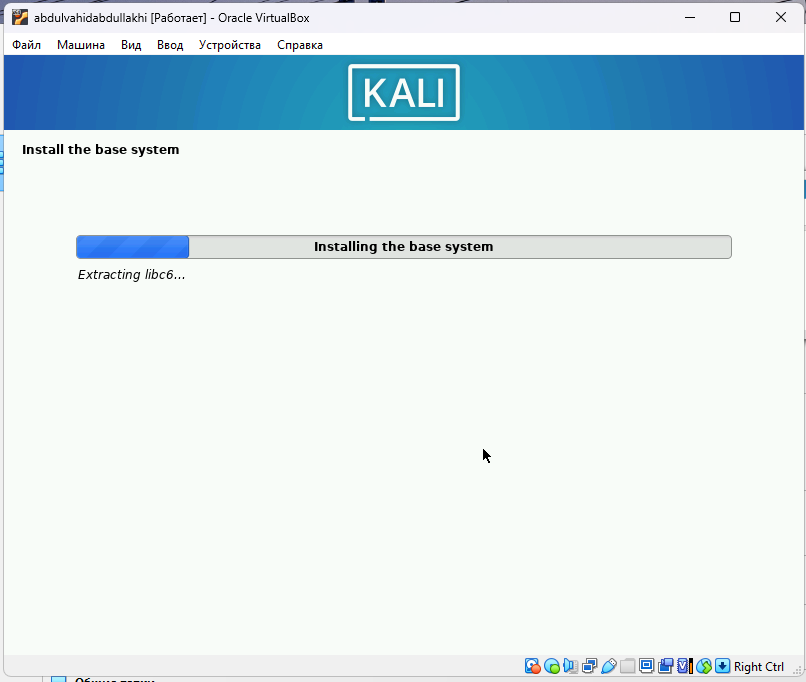 abdulvahidabdullakhi [Работает] - Oracle VirtualBox
Файл Машина Вид Ввод Устройства Справка
KALI
Install the base system
Installing the base system
Extracting libc6...
Right Ctrl